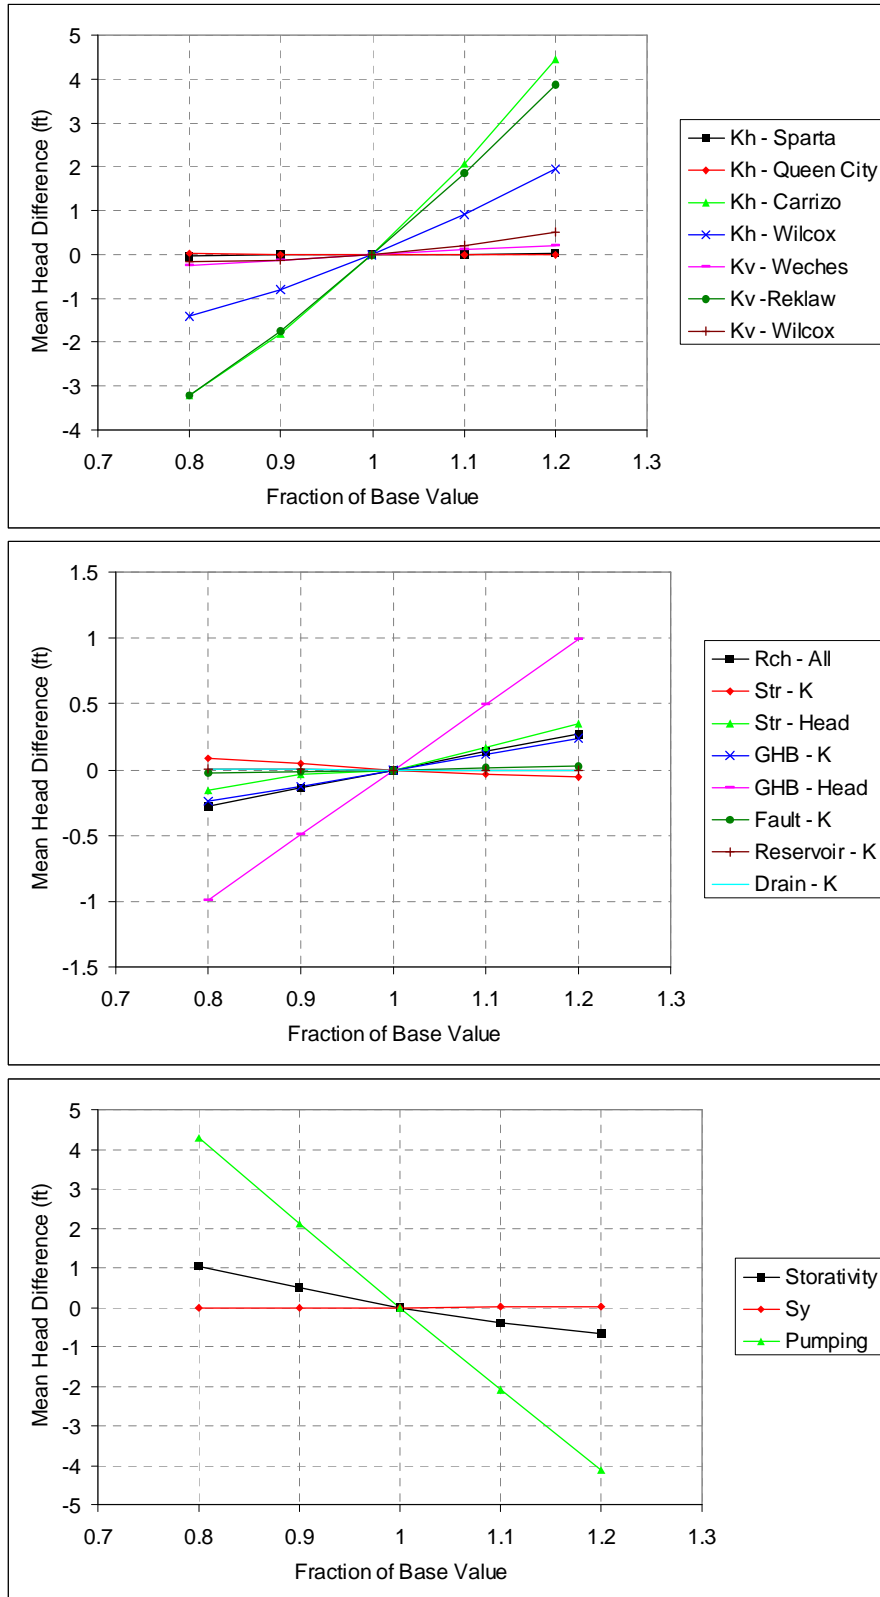 5
4
3
2
1
0
-1
-2
-3
-4
0.7 0.8 0.9 1 1.1 1.2 1.3
Mean Head Difference (ft)
Fraction of Base Value
Kh - Sparta
Kh - Queen City
Kh - Carrizo
Kh - Wilcox
Kv - Weches
Kv -Reklaw
Kv - Wilcox
1.5
1
0.5
0
-0.5
-1
-1.5
0.7 0.8 0.9 1 1.1 1.2 1.3
Mean Head Difference (ft)
Fraction of Base Value
Rch - All
Str - K
Str - Head
GHB - K
GHB - Head
Fault - K
Reservoir - K
Drain - K
5
4
3
2
1
0
-1
-2
-3
-4
-5
0.7 0.8 0.9 1 1.1 1.2 1.3
Mean Head Difference (ft)
Fraction of Base Value
Storativity
Sy
Pumping